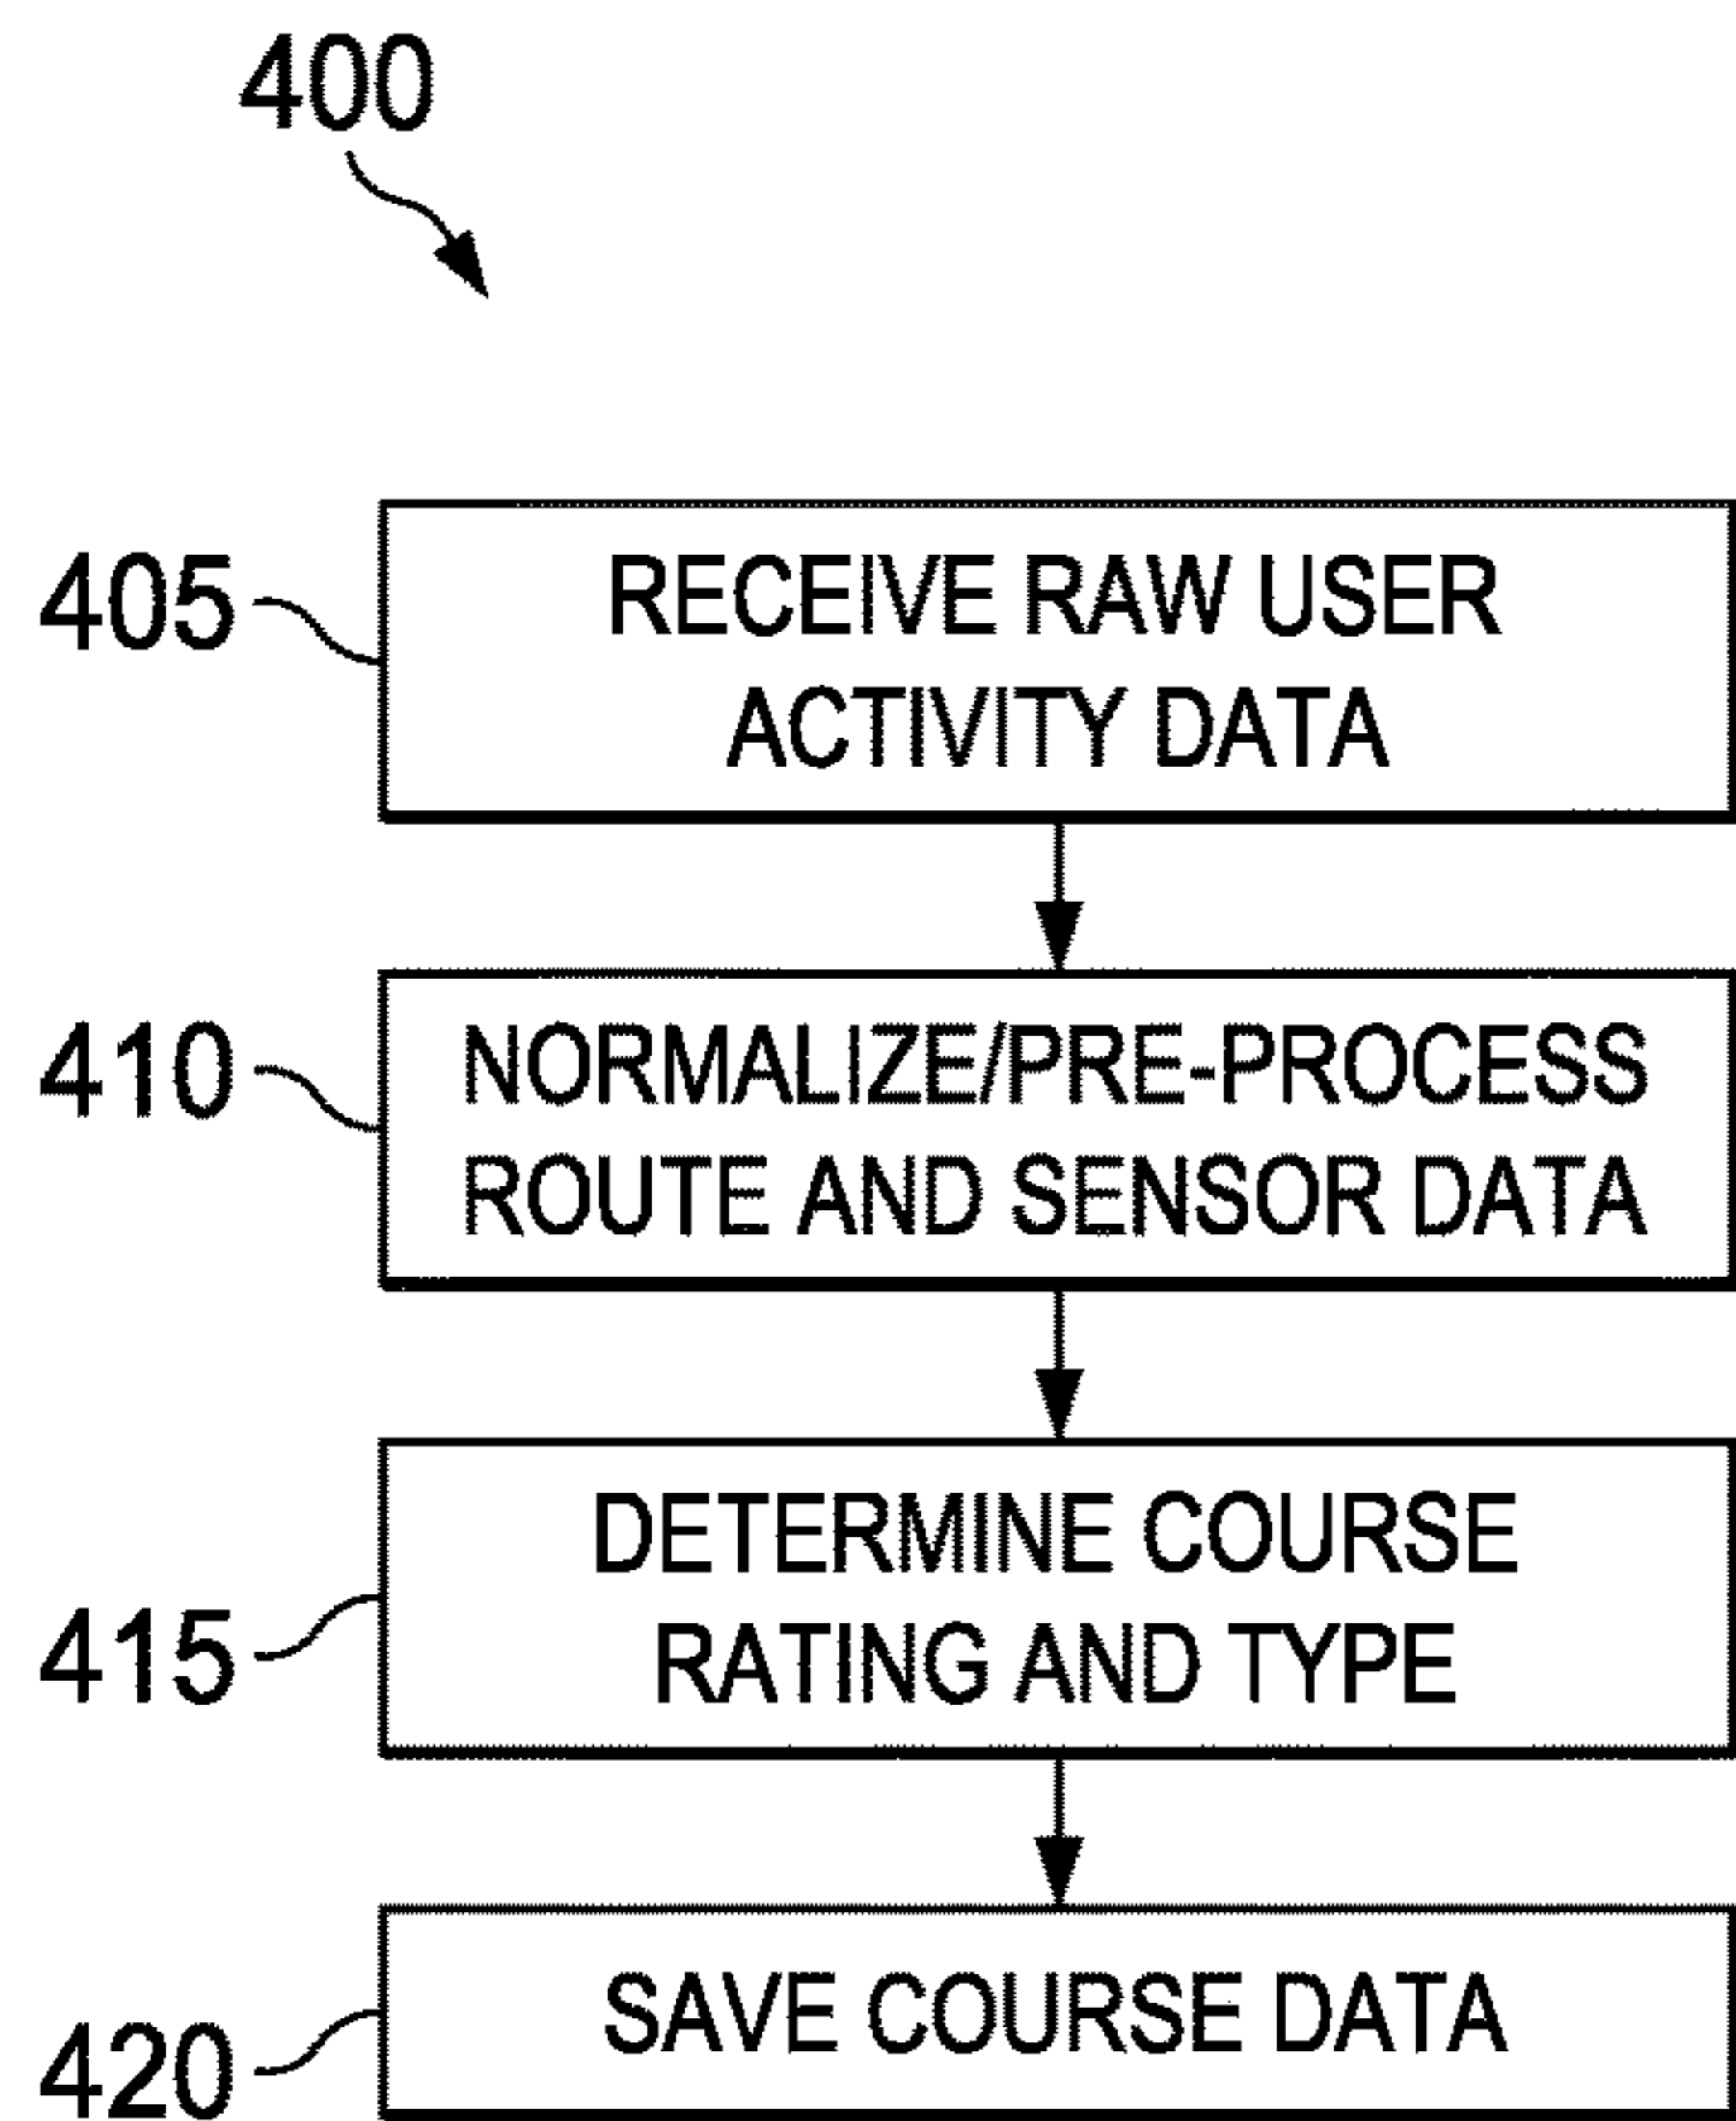 400
405
RECEIVE RAW USER
ACTIVITY DATA
410
NORMALIZE/PRE-PROCESS
ROUTE AND SENSOR DATA
415
DETERMINE COURSE
RATING AND TYPE
420
SAVE COURSE DATA